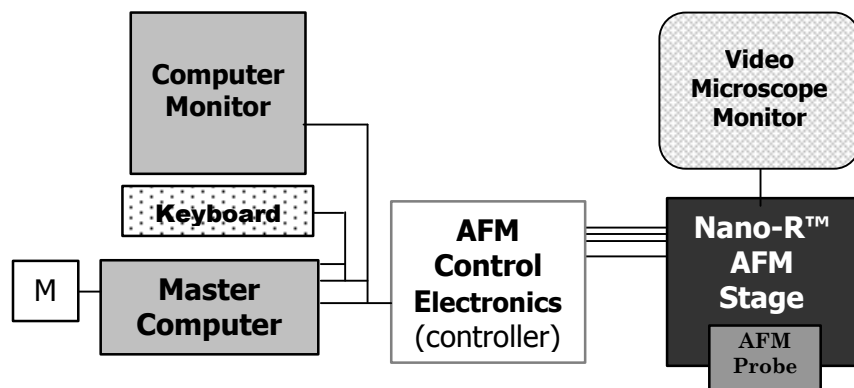 Computer
Monitor
Video
Microscope
Monitor
Keyboard
AFM
Control
Electronics
(controller)
Nano-R™
AFM
Stage
M
Master
Computer
AFM
Probe